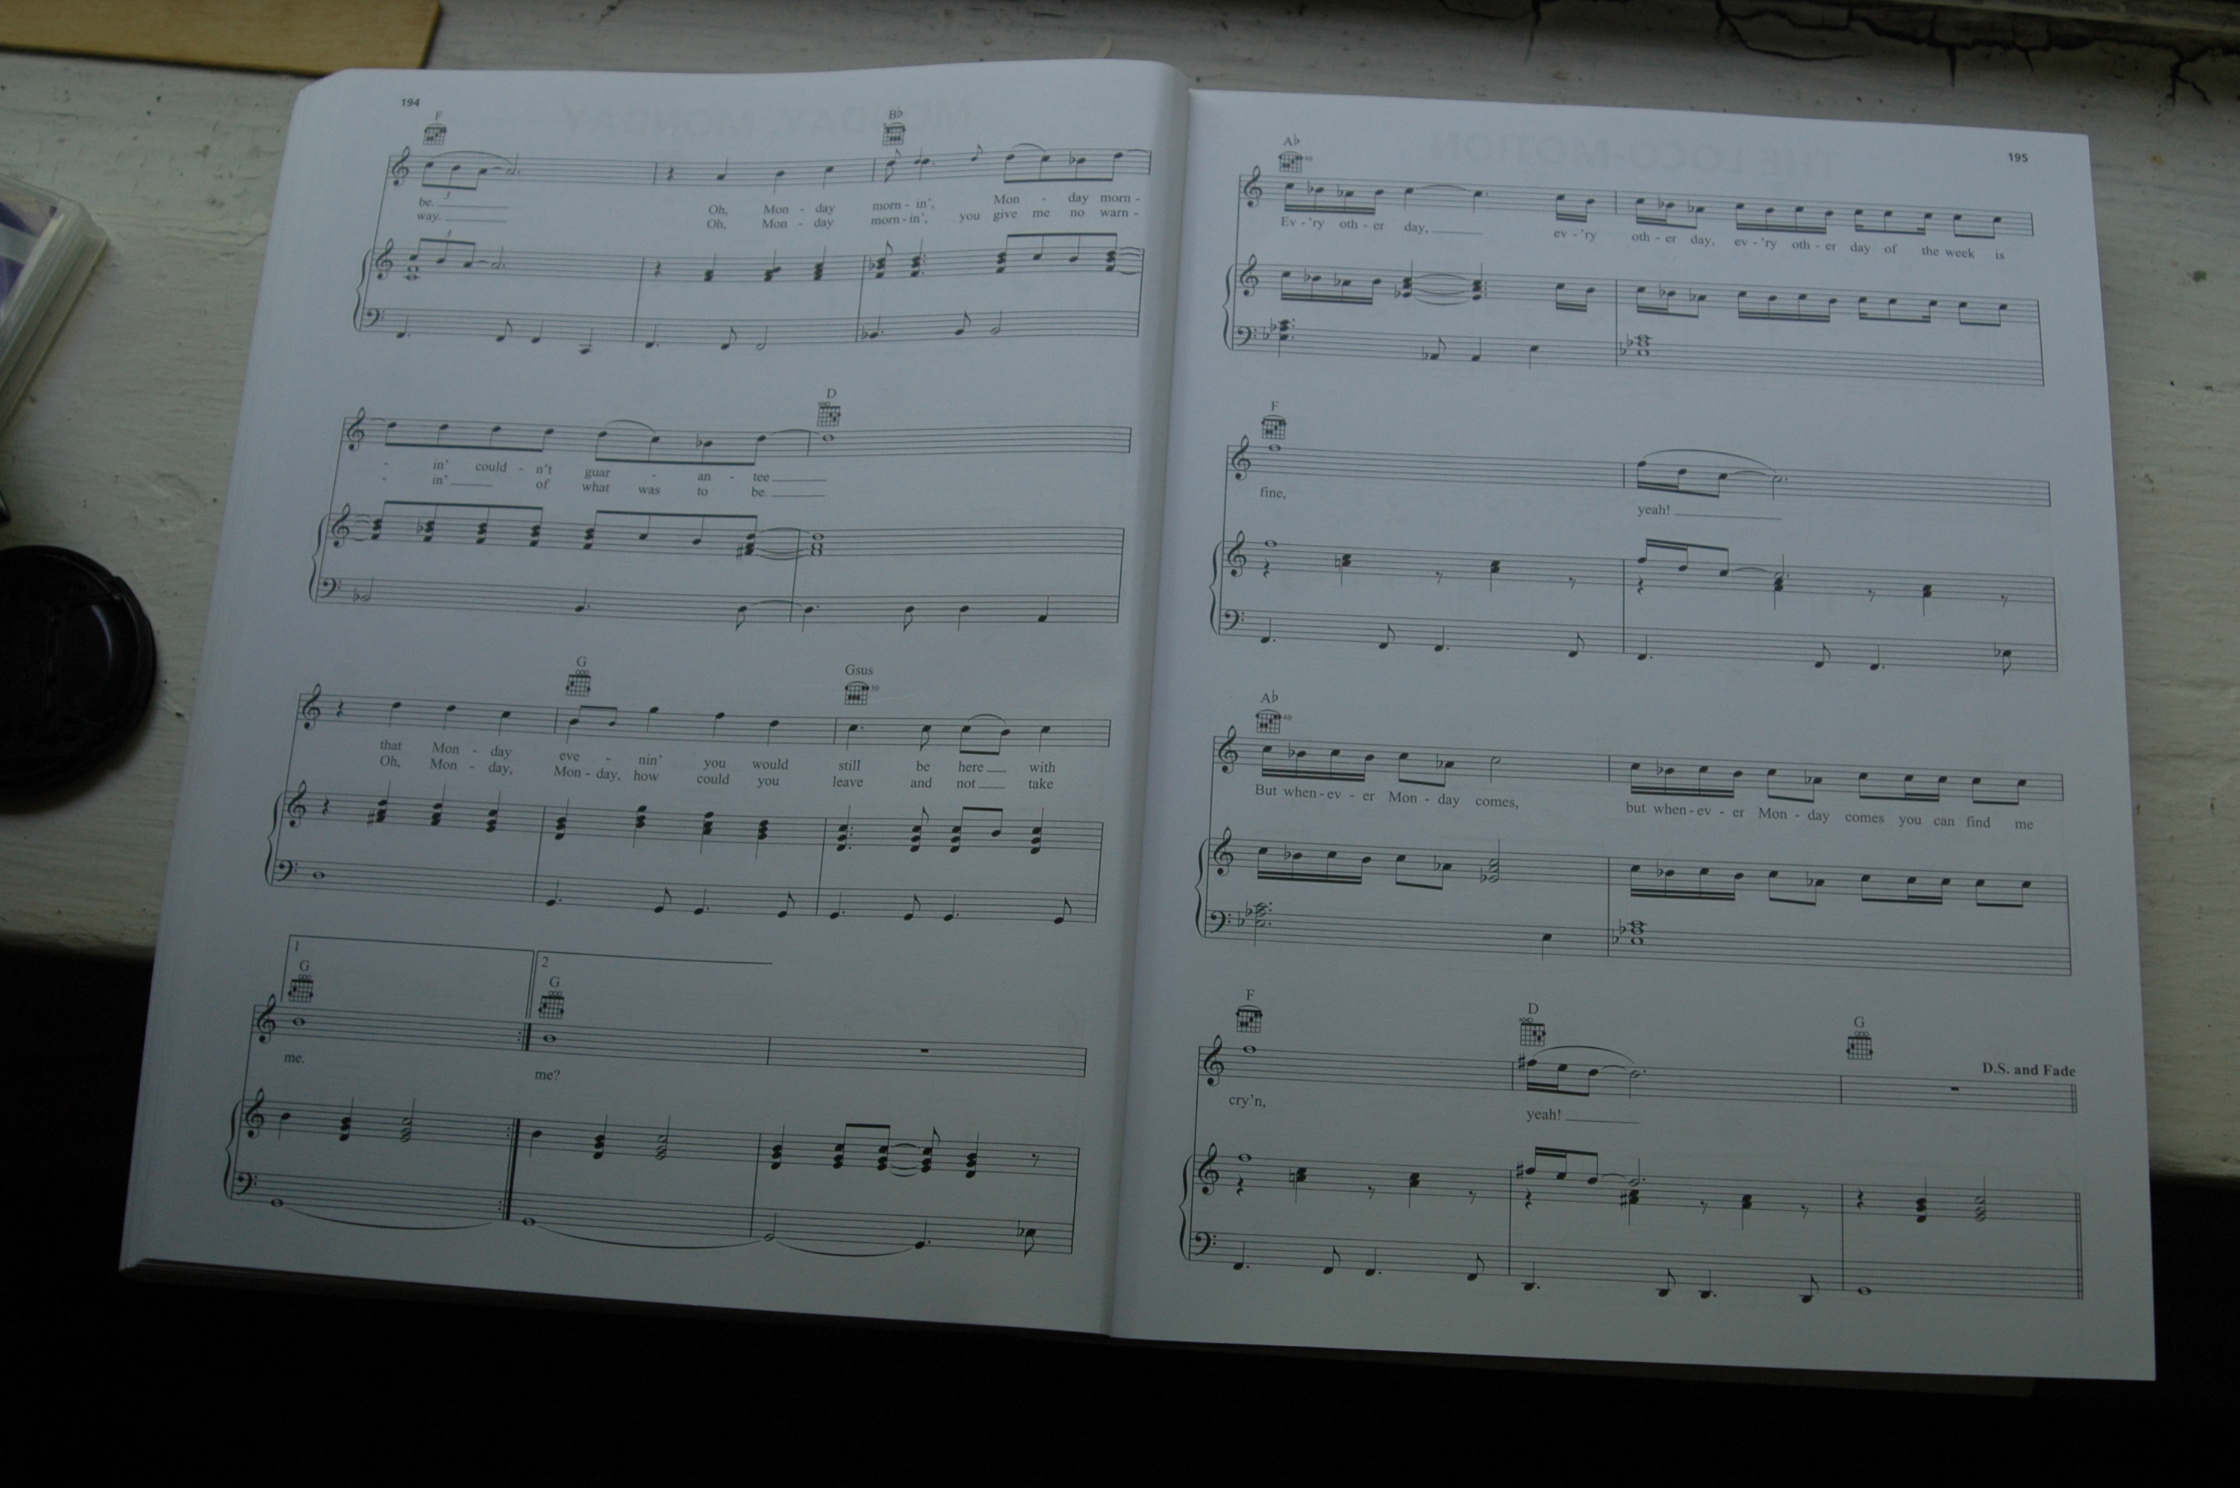 194
F B♭
be. Oh, Mon - day morn - in', Mon - day morn -
way. Oh, Mon - day morn - in', you give me no warn -
D
- in' could - n't guar - an - tee
- in' of what was to be.
G Gsus
that Mon - day eve - nin' you would still be here with
Oh, Mon - day, Mon - day, how could you leave and not take
1 2
G G
me. me?
195
A♭
Ev - 'ry oth - er day, ev - 'ry oth - er day, ev - 'ry oth - er day of the week is
F
fine, yeah!
A♭
But when - ev - er Mon - day comes, but when - ev - er Mon - day comes you can find me
F D G
D.S. and Fade
cry'n, yeah!